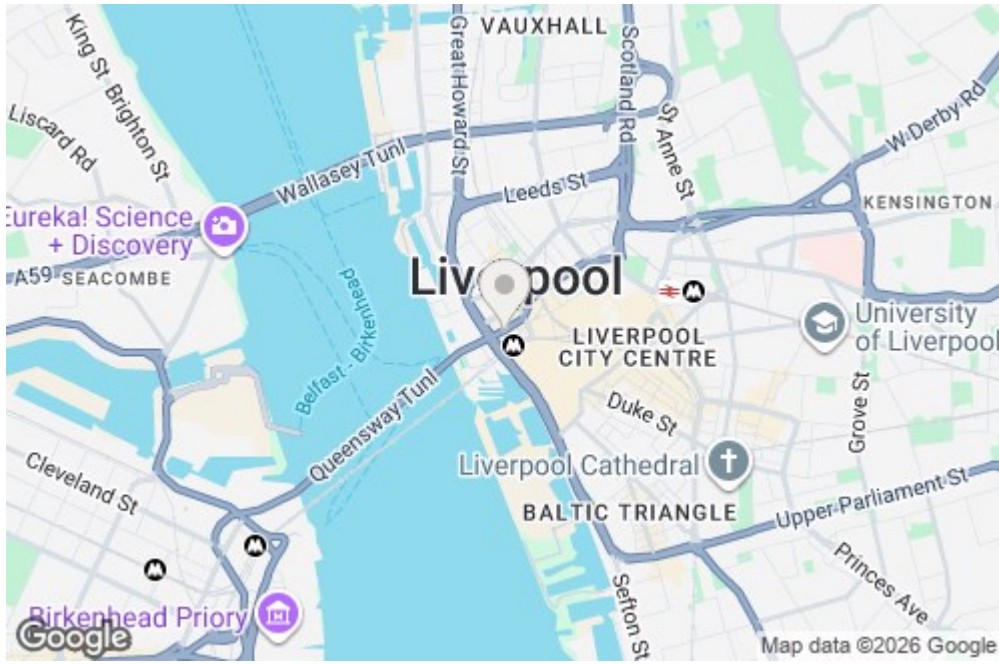 VAUXHALL
King St
Brighton St
Liscard Rd
Great Howard St
Scotland Rd
St Anne St
W Derby Rd
Wallasey Tunl
Leeds St
KENSINGTON
Eureka! Science
+ Discovery
A59
SEACOMBE
Liverpool
Belfast - Birkenhead
LIVERPOOL
CITY CENTRE
University
of Liverpool
Queensway Tunl
Duke St
Grove St
Cleveland St
Liverpool Cathedral
BALTIC TRIANGLE
Upper Parliament St
Princes Ave
Sefton St
Birkenhead Priory
Google
Map data ©2026 Google